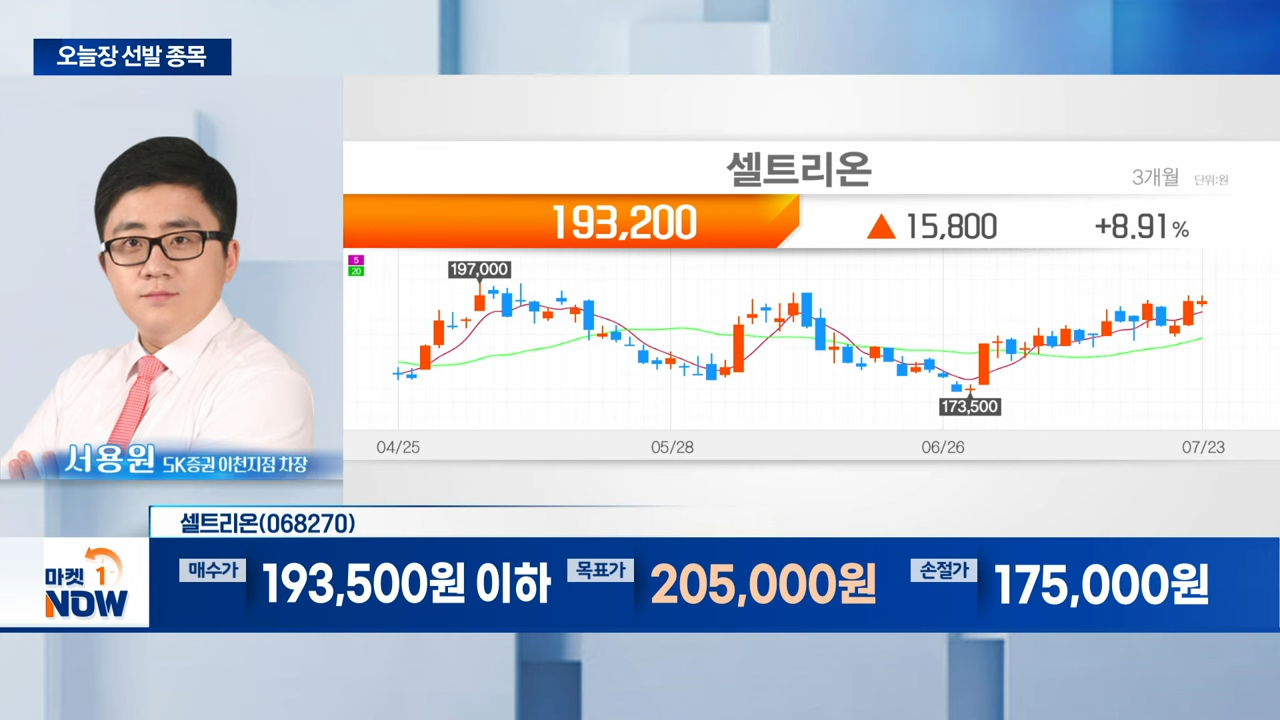 오늘장 선발 종목
셀트리온
3개월 단위:원
193,200 ▲ 15,800 +8.91%
5
20
197,000
173,500
04/25 05/28 06/26 07/23
서용원 SK증권 이천지점 차장
셀트리온(068270)
마켓 1
NOW
매수가 193,500원 이하 목표가 205,000원 손절가 175,000원